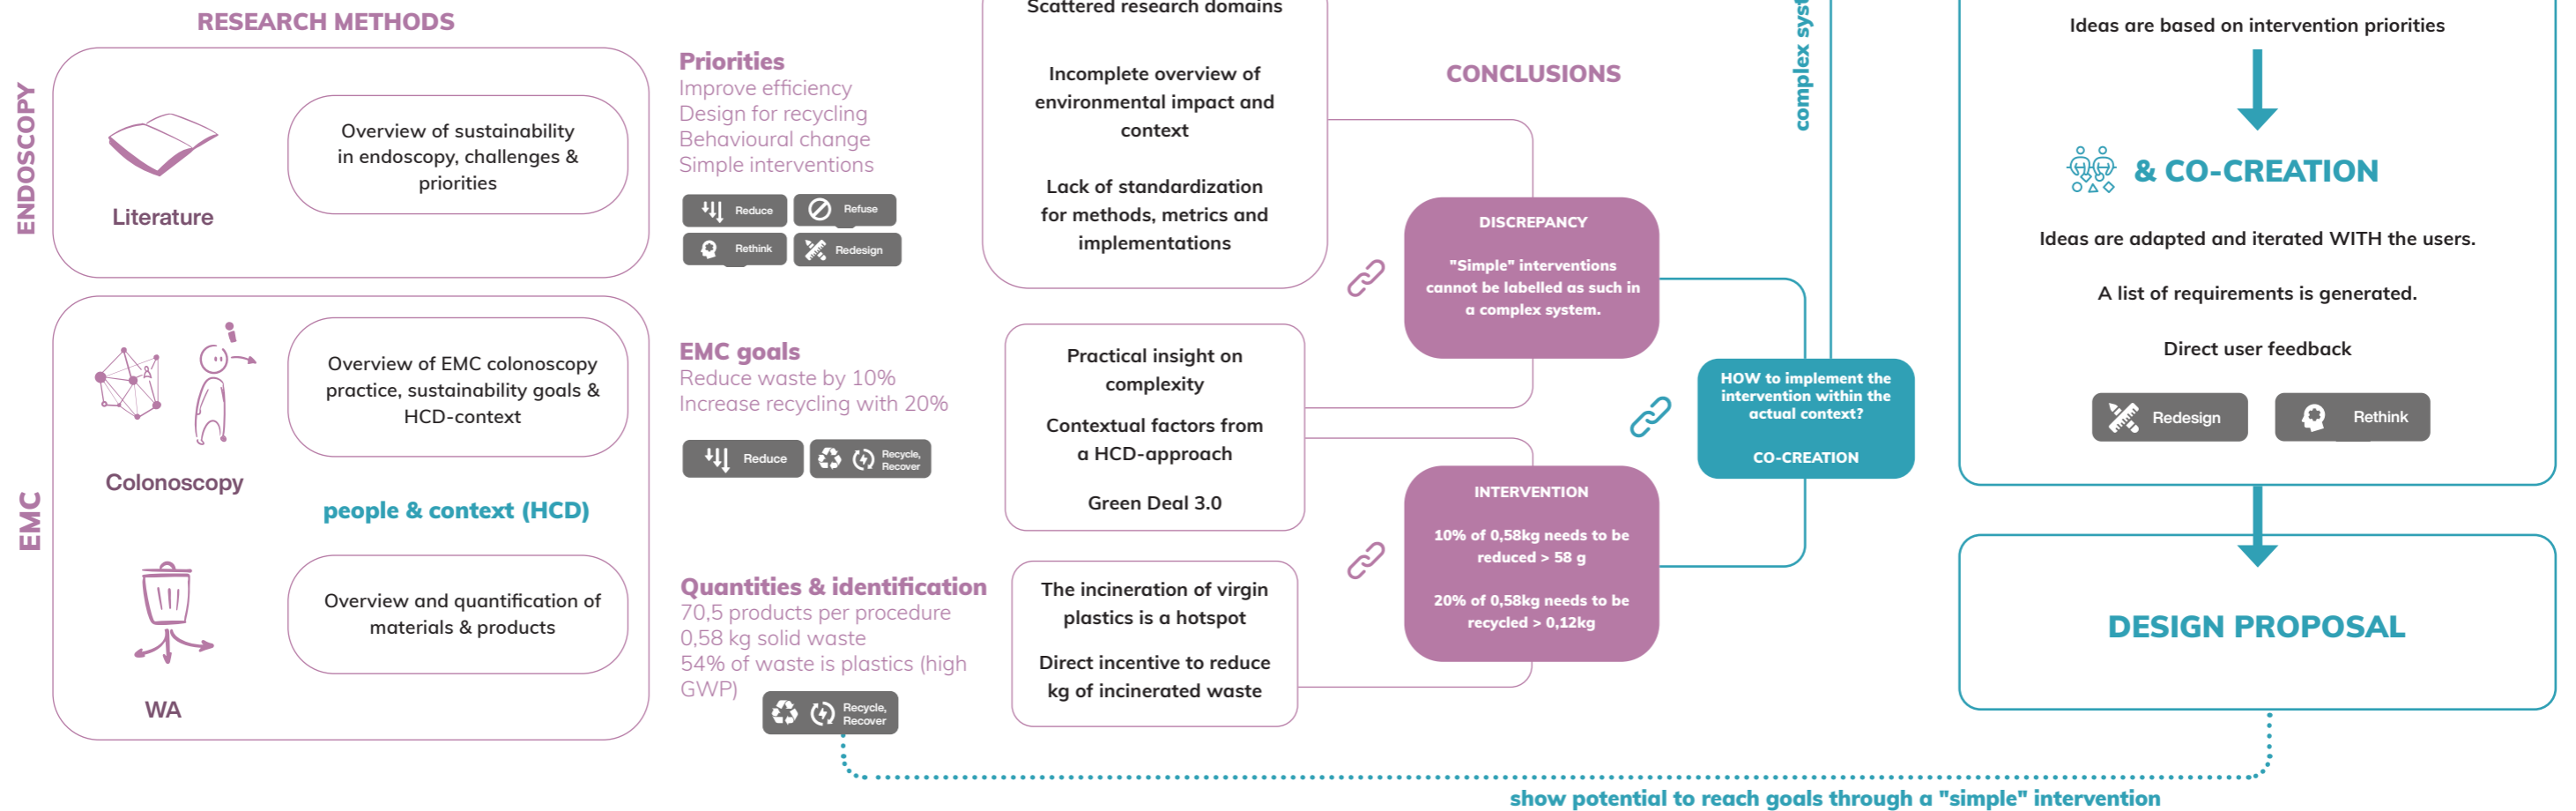 RESEARCH METHODS
ENDOSCOPY
Literature
Overview of sustainability
in endoscopy, challenges &
priorities
EMC
Colonoscopy
Overview of EMC colonoscopy
practice, sustainability goals &
HCD-context
people & context (HCD)
WA
Overview and quantification of
materials & products
Priorities
Improve efficiency
Design for recycling
Behavioural change
Simple interventions
Reduce
Refuse
Rethink
Redesign
EMC goals
Reduce waste by 10%
Increase recycling with 20%
Reduce
Recycle,
Recover
Quantities & identification
70,5 products per procedure
0,58 kg solid waste
54% of waste is plastics (high
GWP)
Recycle,
Recover
Scattered research domains
Incomplete overview of
environmental impact and
context
Lack of standardization
for methods, metrics and
implementations
Practical insight on
complexity
Contextual factors from
a HCD-approach
Green Deal 3.0
The incineration of virgin
plastics is a hotspot
Direct incentive to reduce
kg of incinerated waste
CONCLUSIONS
DISCREPANCY
"Simple" interventions
cannot be labelled as such in
a complex system.
INTERVENTION
10% of 0,58kg needs to be
reduced > 58 g
20% of 0,58kg needs to be
recycled > 0,12kg
complex syst
HOW to implement the
intervention within the
actual context?
CO-CREATION
Ideas are based on intervention priorities
& CO-CREATION
Ideas are adapted and iterated WITH the users.
A list of requirements is generated.
Direct user feedback
Redesign
Rethink
DESIGN PROPOSAL
show potential to reach goals through a "simple" intervention